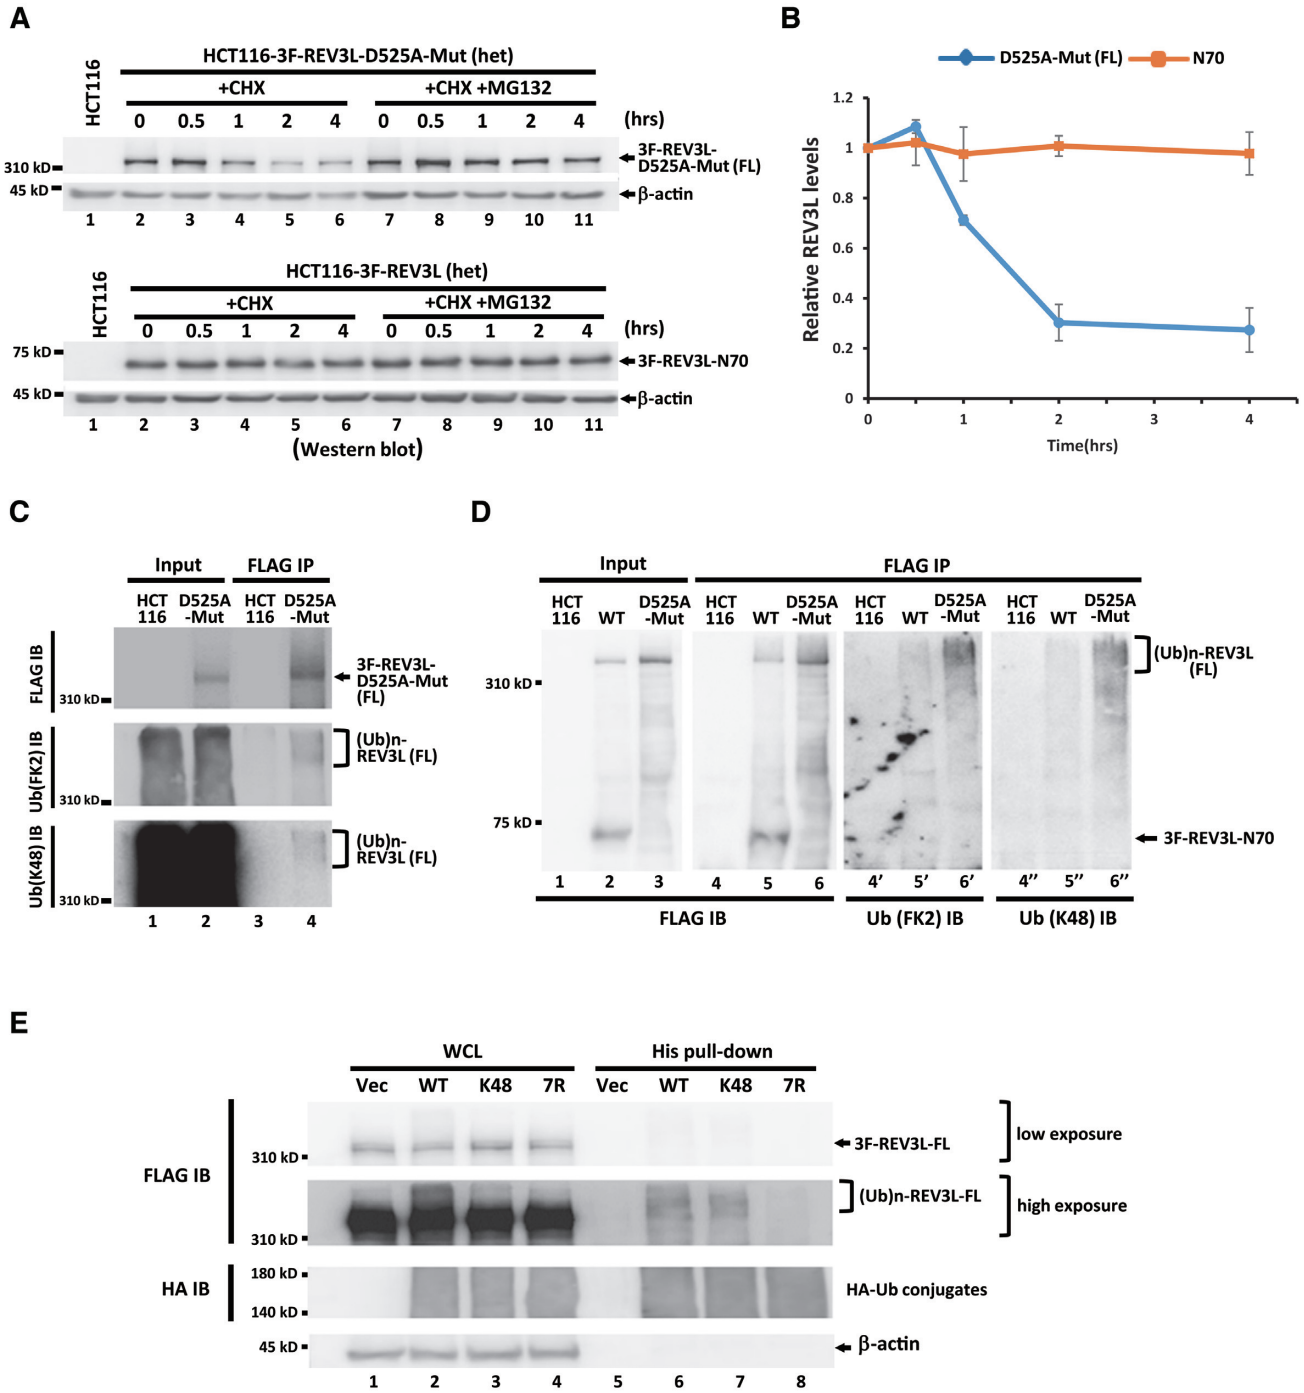 A
HCT116-3F-REV3L-D525A-Mut (het)
HCT116
+CHX
+CHX +MG132
0 0.5 1 2 4 0 0.5 1 2 4 (hrs)
310 kD
3F-REV3L-
D525A-Mut (FL)
45 kD
β-actin
1 2 3 4 5 6 7 8 9 10 11
HCT116-3F-REV3L (het)
HCT116
+CHX
+CHX +MG132
0 0.5 1 2 4 0 0.5 1 2 4 (hrs)
75 kD
3F-REV3L-N70
45 kD
β-actin
1 2 3 4 5 6 7 8 9 10 11
(Western blot)
B
D525A-Mut (FL)
N70
Relative REV3L levels
1.2
1
0.8
0.6
0.4
0.2
0
0 1 2 3 4
Time(hrs)
C
Input
FLAG IP
HCT
116
D525A
-Mut
HCT
116
D525A
-Mut
FLAG IB
310 kD
3F-REV3L-
D525A-Mut
(FL)
Ub(FK2) IB
310 kD
(Ub)n-
REV3L (FL)
Ub(K48) IB
310 kD
(Ub)n-
REV3L (FL)
1 2 3 4
D
Input
FLAG IP
HCT
116
WT
D525A
-Mut
HCT
116
WT
D525A
-Mut
HCT
116
WT
D525A
-Mut
HCT
116
WT
D525A
-Mut
310 kD
75 kD
(Ub)n-REV3L
(FL)
3F-REV3L-N70
1 2 3 4 5 6 4′ 5′ 6′ 4′′ 5′′ 6′′
FLAG IB
Ub (FK2) IB
Ub (K48) IB
E
WCL
His pull-down
Vec WT K48 7R Vec WT K48 7R
FLAG IB
310 kD
3F-REV3L-FL
low exposure
310 kD
(Ub)n-REV3L-FL
high exposure
HA IB
180 kD
140 kD
HA-Ub conjugates
45 kD
β-actin
1 2 3 4 5 6 7 8